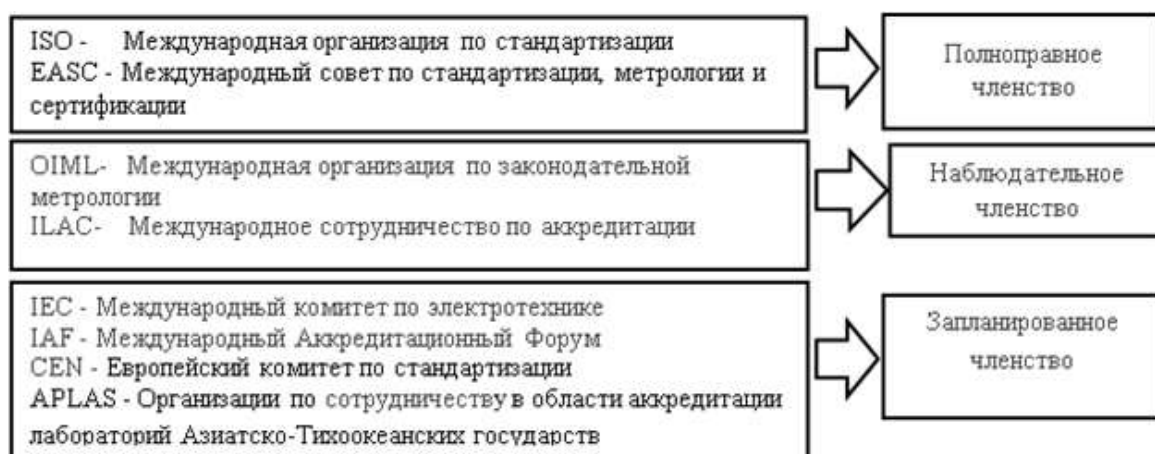 ISO - Международная организация по стандартизации
EASC - Международный совет по стандартизации, метрологии и
сертификации
Полноправное
членство
OIML- Международная организация по законодательной
метрологии
ILAC- Международное сотрудничество по аккредитации
Наблюдательное
членство
IEC - Международный комитет по электротехнике
IAF - Международный Аккредитационный Форум
CEN - Европейский комитет по стандартизации
APLAS - Организации по сотрудничеству в области аккредитации
лабораторий Азиатско-Тихоокеанских государств
Запланированное
членство